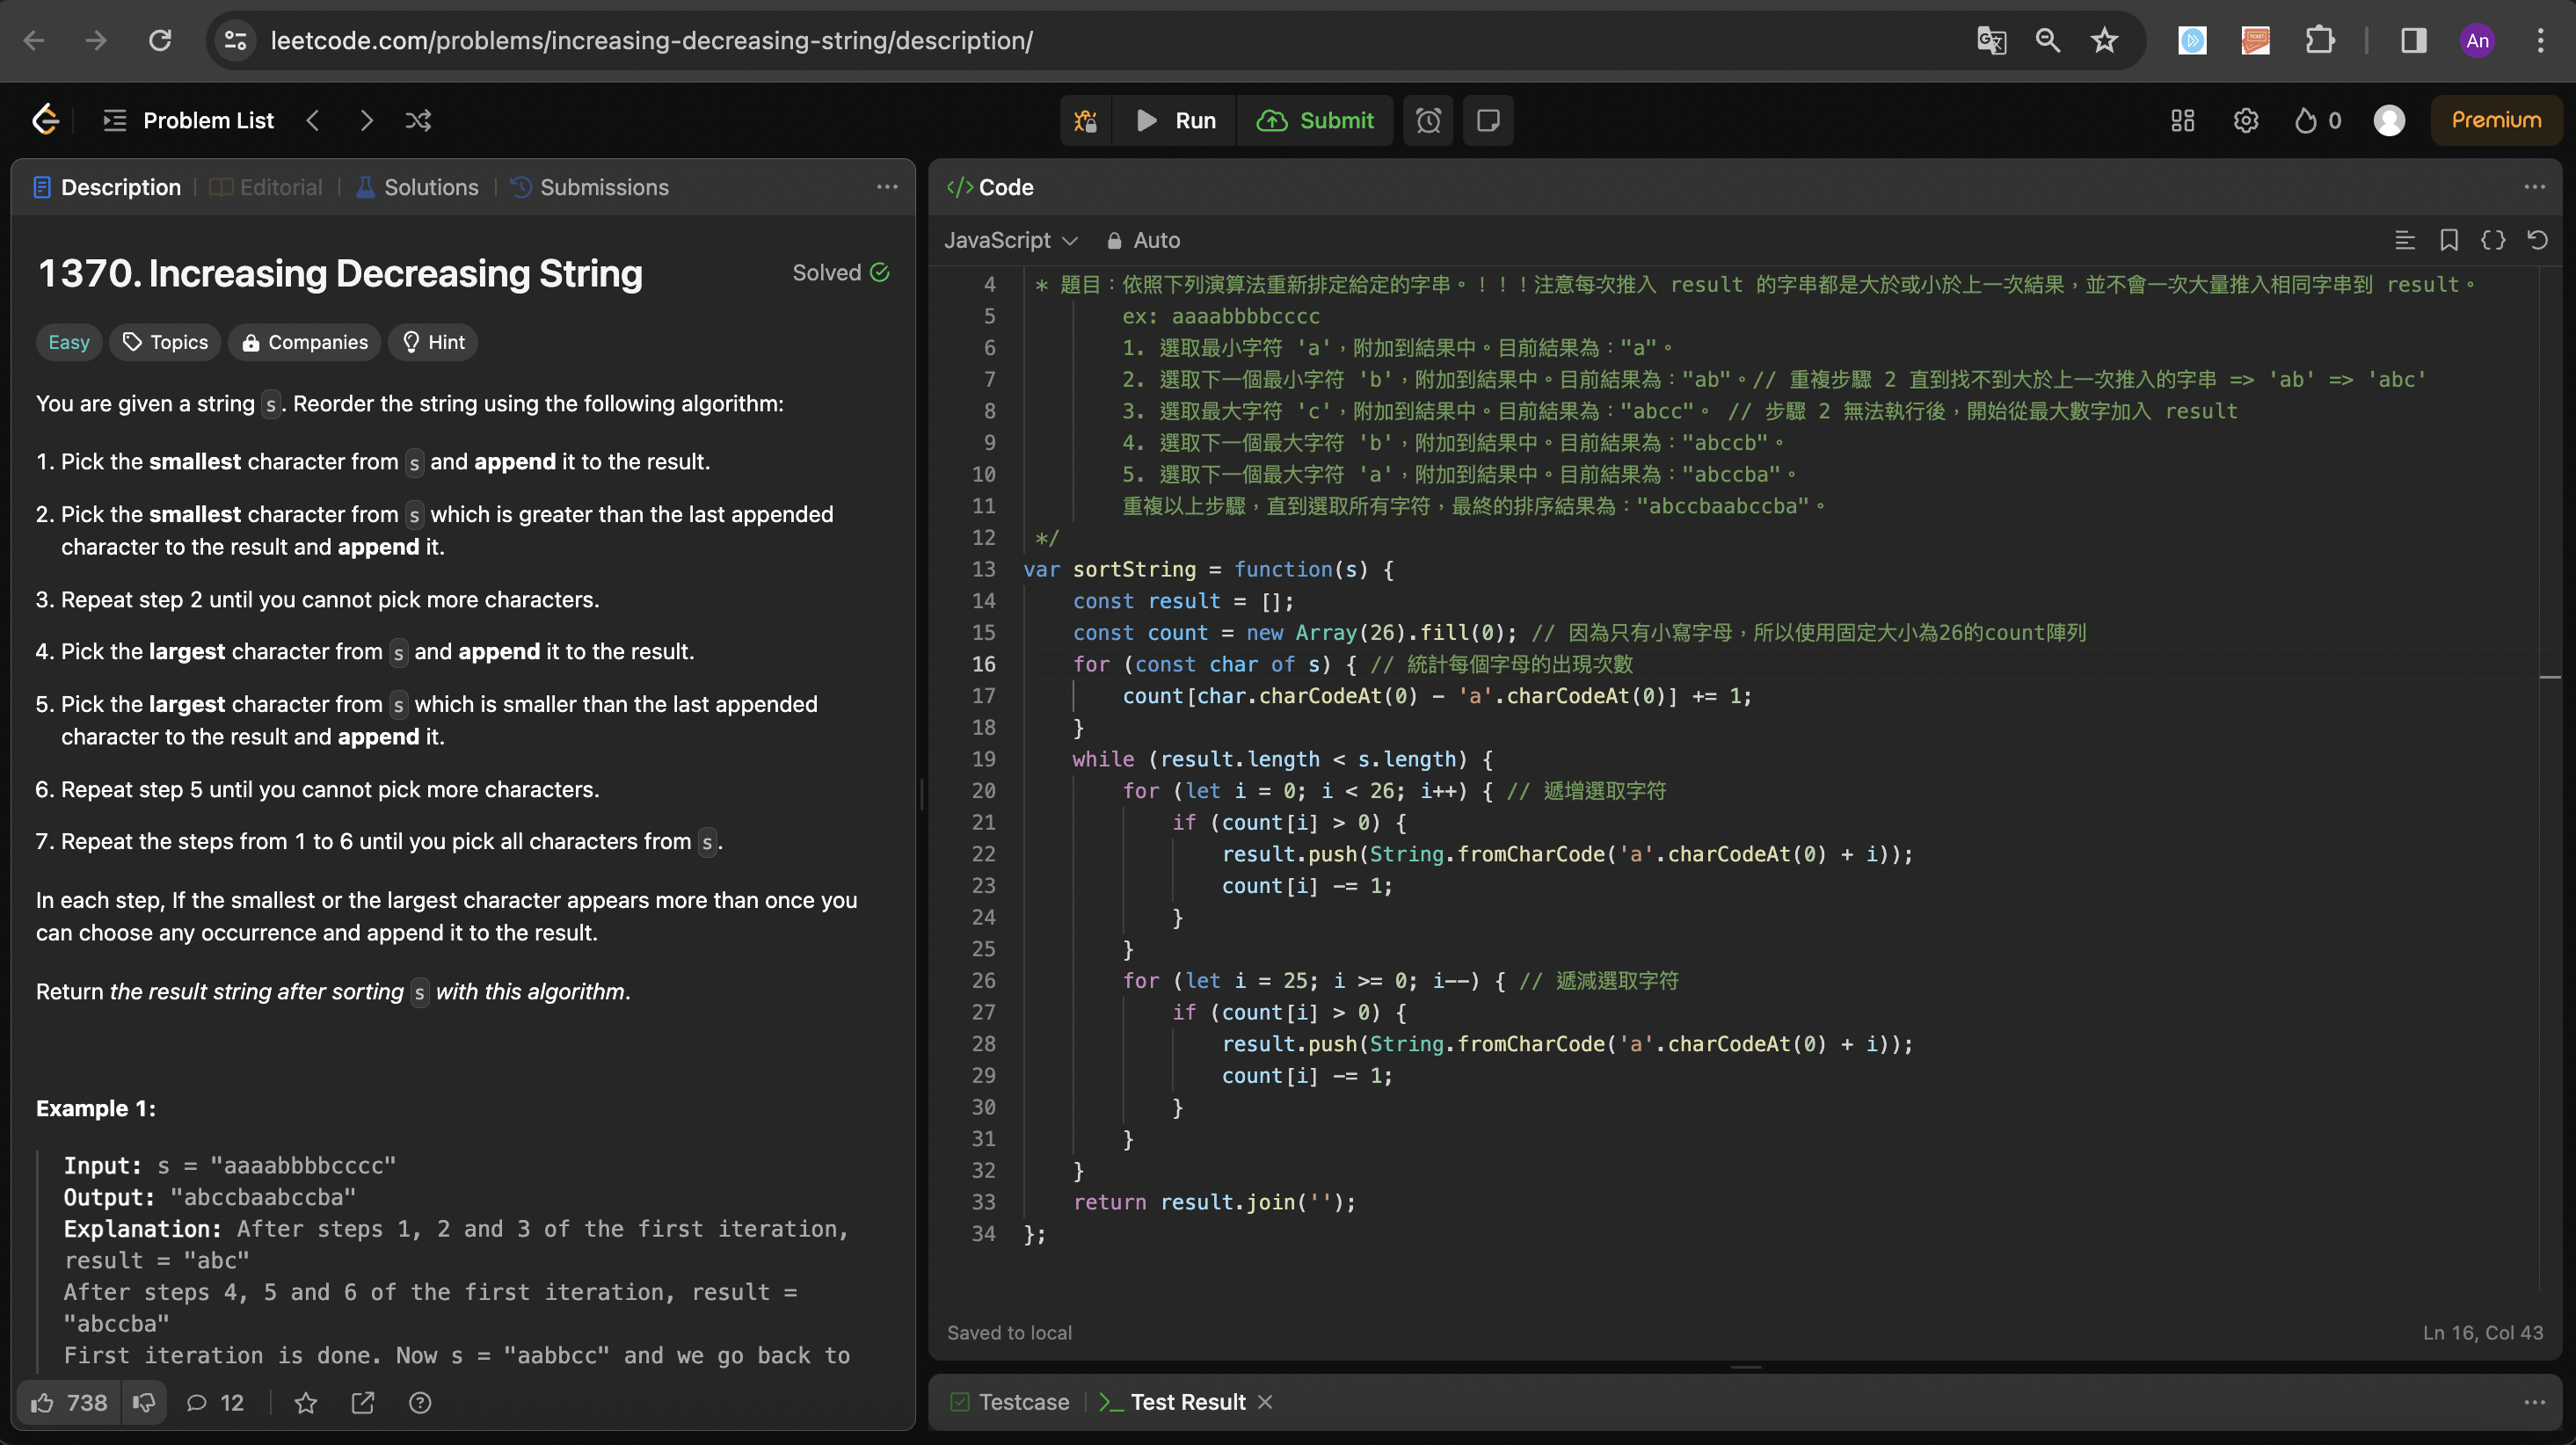 leetcode.com/problems/increasing-decreasing-string/description/
An
Problem List
Run
Submit
0
Premium
Description
Editorial
Solutions
Submissions
1370. Increasing Decreasing String
Solved
Easy
Topics
Companies
Hint
You are given a string s. Reorder the string using the following algorithm:
1. Pick the smallest character from s and append it to the result.
2. Pick the smallest character from s which is greater than the last appended
character to the result and append it.
3. Repeat step 2 until you cannot pick more characters.
4. Pick the largest character from s and append it to the result.
5. Pick the largest character from s which is smaller than the last appended
character to the result and append it.
6. Repeat step 5 until you cannot pick more characters.
7. Repeat the steps from 1 to 6 until you pick all characters from s.
In each step, If the smallest or the largest character appears more than once you
can choose any occurrence and append it to the result.
Return the result string after sorting s with this algorithm.
Example 1:
Input: s = "aaaabbbbcccc"
Output: "abccbaabccba"
Explanation: After steps 1, 2 and 3 of the first iteration,
result = "abc"
After steps 4, 5 and 6 of the first iteration, result =
"abccba"
First iteration is done. Now s = "aabbcc" and we go back to
738
12
</> Code
JavaScript
Auto
4 * 題目：依照下列演算法重新排定給定的字串。！！！注意每次推入 result 的字串都是大於或小於上一次結果，並不會一次大量推入相同字串到 result。
5 ex: aaaabbbbcccc
6 1. 選取最小字符 'a'，附加到結果中。目前結果為："a"。
7 2. 選取下一個最小字符 'b'，附加到結果中。目前結果為："ab"。// 重複步驟 2 直到找不到大於上一次推入的字串 => 'ab' => 'abc'
8 3. 選取最大字符 'c'，附加到結果中。目前結果為："abcc"。 // 步驟 2 無法執行後，開始從最大數字加入 result
9 4. 選取下一個最大字符 'b'，附加到結果中。目前結果為："abccb"。
10 5. 選取下一個最大字符 'a'，附加到結果中。目前結果為："abccba"。
11 重複以上步驟，直到選取所有字符，最終的排序結果為："abccbaabccba"。
12 */
13 var sortString = function(s) {
14 const result = [];
15 const count = new Array(26).fill(0); // 因為只有小寫字母，所以使用固定大小為26的count陣列
16 for (const char of s) { // 統計每個字母的出現次數
17 count[char.charCodeAt(0) - 'a'.charCodeAt(0)] += 1;
18 }
19 while (result.length < s.length) {
20 for (let i = 0; i < 26; i++) { // 遞增選取字符
21 if (count[i] > 0) {
22 result.push(String.fromCharCode('a'.charCodeAt(0) + i));
23 count[i] -= 1;
24 }
25 }
26 for (let i = 25; i >= 0; i--) { // 遞減選取字符
27 if (count[i] > 0) {
28 result.push(String.fromCharCode('a'.charCodeAt(0) + i));
29 count[i] -= 1;
30 }
31 }
32 }
33 return result.join('');
34 };
Saved to local
Ln 16, Col 43
Testcase
Test Result